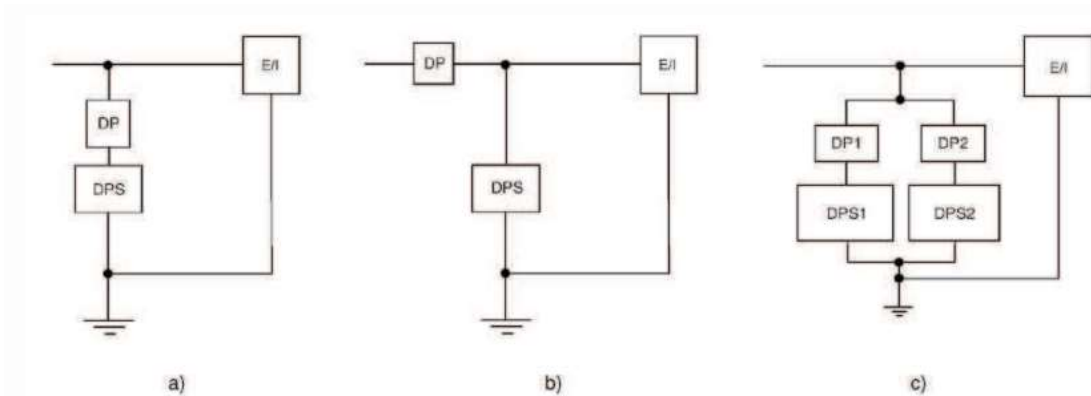 E/I
DP
DPS
a)
DP
E/I
DPS
b)
E/I
DP1 DP2
DPS1 DPS2
c)